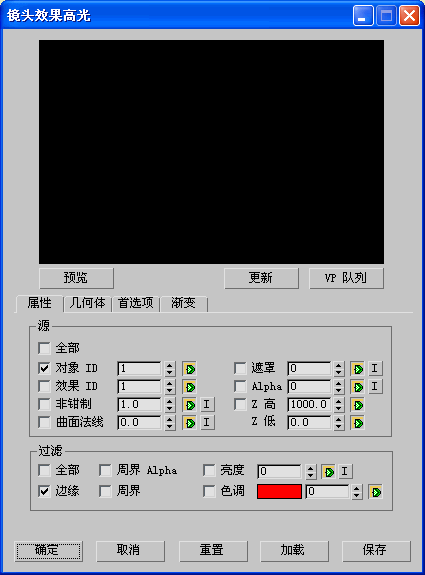 镜头效果高光
预览 更新 VP 队列
属性 几何体 首选项 渐变
源
全部
对象 ID 1 遮罩 0 I
效果 ID 1 Alpha 0 I
非钳制 1.0 I Z 高 1000.0
曲面法线 0.0 I Z 低 0.0
过滤
全部 周界 Alpha 亮度 0 I
边缘 周界 色调 0
确定 取消 重置 加载 保存